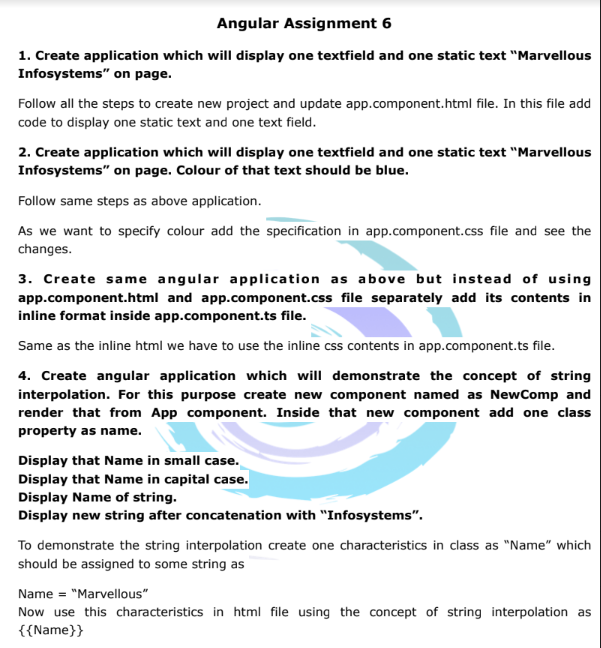 Angular Assignment 6
1. Create application which will display one textfield and one static text “Marvellous
Infosystems” on page.
Follow all the steps to create new project and update app.component.html file. In this file add
code to display one static text and one text field.
2. Create application which will display one textfield and one static text “Marvellous
Infosystems” on page. Colour of that text should be blue.
Follow same steps as above application.
As we want to specify colour add the specification in app.component.css file and see the
changes.
3. Create same angular application as above but instead of using
app.component.html and app.component.css file separately add its contents in
inline format inside app.component.ts file.
Same as the inline html we have to use the inline css contents in app.component.ts file.
4. Create angular application which will demonstrate the concept of string
interpolation. For this purpose create new component named as NewComp and
render that from App component. Inside that new component add one class
property as name.
Display that Name in small case.
Display that Name in capital case.
Display Name of string.
Display new string after concatenation with “Infosystems”.
To demonstrate the string interpolation create one characteristics in class as “Name” which
should be assigned to some string as
Name = “Marvellous”
Now use this characteristics in html file using the concept of string interpolation as
{{Name}}